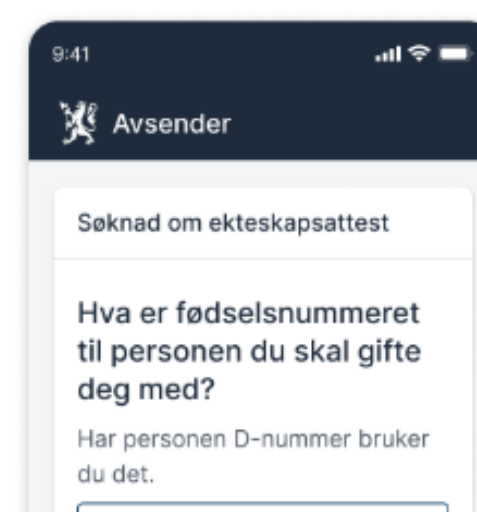 9:41
Avsender
Søknad om ekteskapsattest
Hva er fødselsnummeret
til personen du skal gifte
deg med?
Har personen D-nummer bruker
du det.